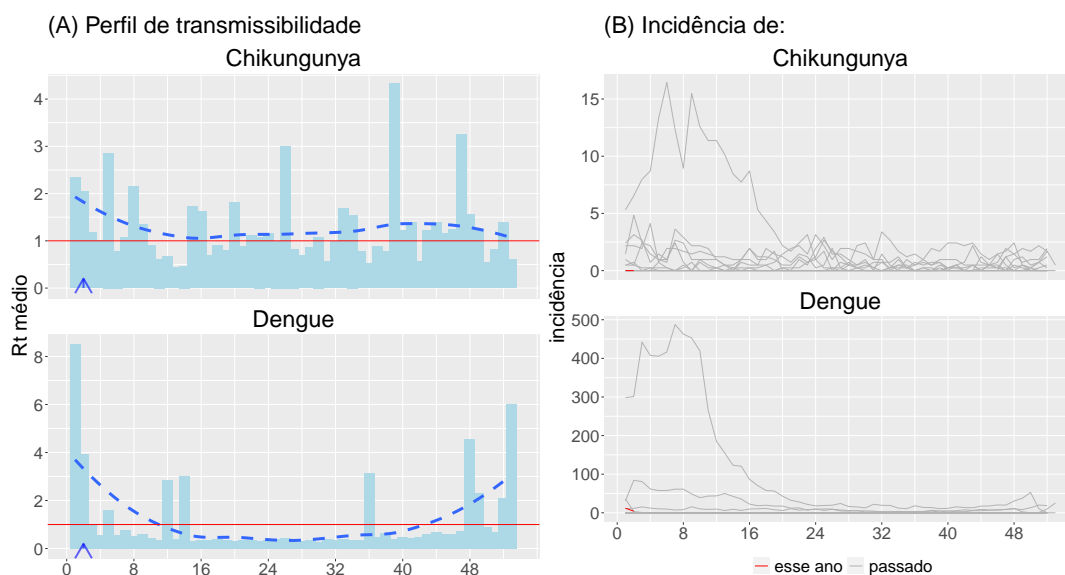 (A) Perfil de transmissibilidade
Chikungunya
4
3
2
1
0
Dengue
8
6
4
2
0
0 8 16 24 32 40 48
Rt médio
(B) Incidência de:
Chikungunya
15
10
5
0
Dengue
500
400
300
200
100
0
0 8 16 24 32 40 48
incidência
esse ano passado